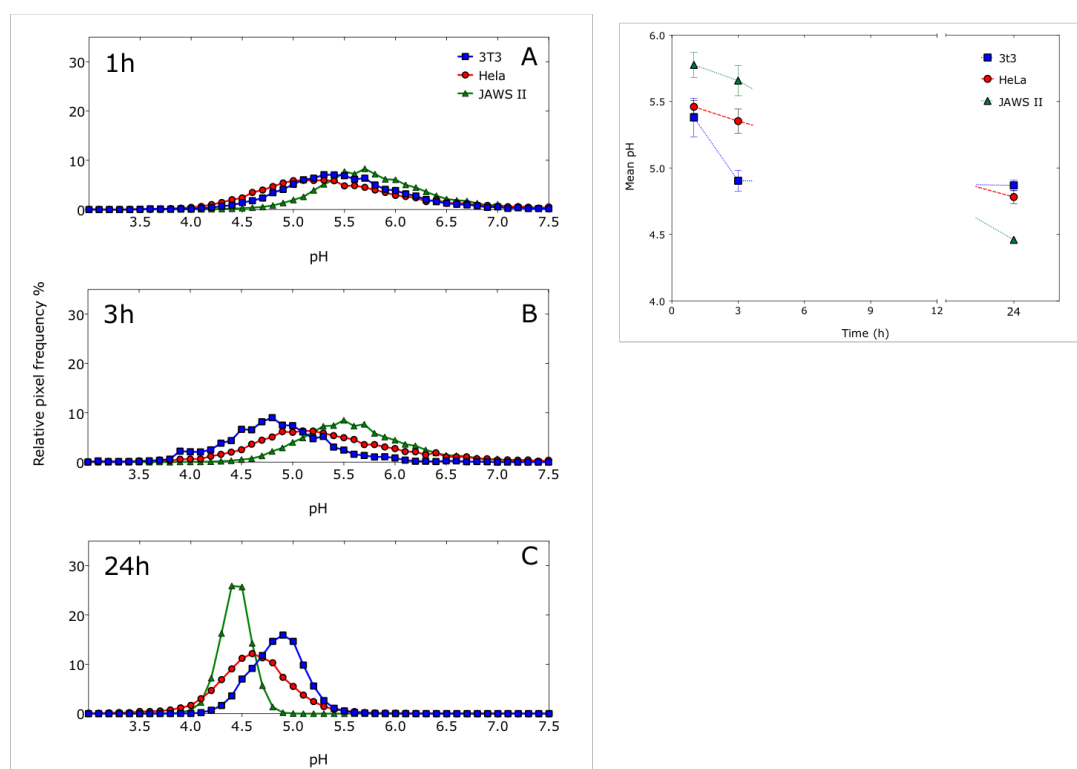 1h
A
3T3
Hela
JAWS II
30
20
10
0
3.5 4.0 4.5 5.0 5.5 6.0 6.5 7.0 7.5
pH
3h
B
30
20
10
0
3.5 4.0 4.5 5.0 5.5 6.0 6.5 7.0 7.5
pH
Relative pixel frequency %
24h
C
30
20
10
0
3.5 4.0 4.5 5.0 5.5 6.0 6.5 7.0 7.5
pH
6.0
5.5
5.0
4.5
4.0
Mean pH
3t3
HeLa
JAWS II
0 3 6 9 12 24
Time (h)